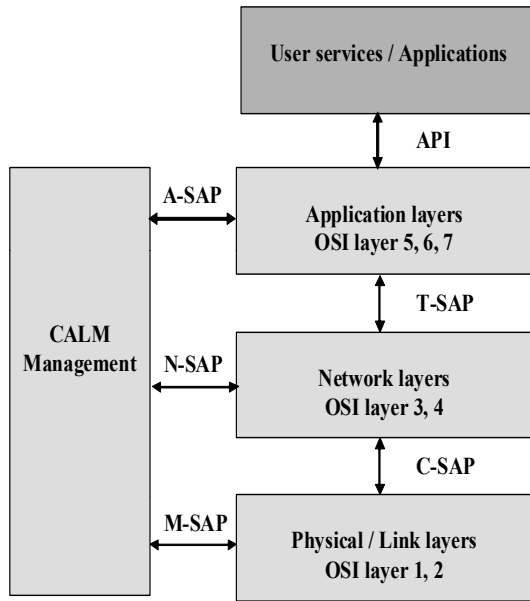 User services / Applications
API
A-SAP
Application layers
OSI layer 5, 6, 7
T-SAP
CALM
Management
N-SAP
Network layers
OSI layer 3, 4
C-SAP
M-SAP
Physical / Link layers
OSI layer 1, 2